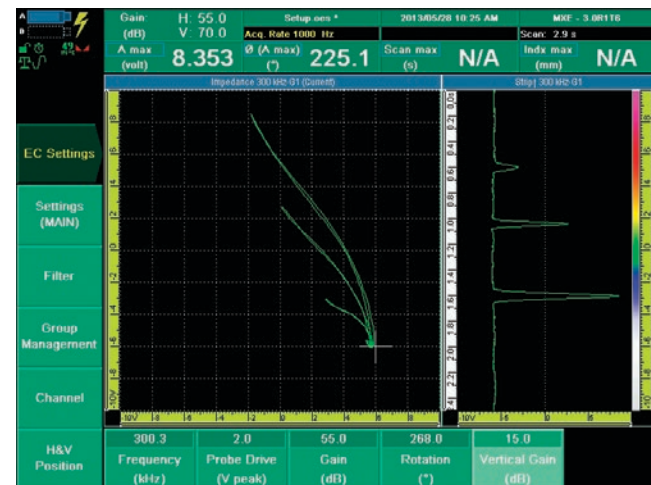 A
B
Gain: H: 55.0
(dB) V: 70.0
Setup.ecs *
2013/05/28 10:25 AM
MXE - 3.0R1T6
Acq. Rate 1000 Hz
Scan: 2.9 s
A max
(volt)
8.353
Ø (A max)
(°)
225.1
Scan max
(s)
N/A
Indx max
(mm)
N/A
Impedance 300 kHz-G1 (Current)
Strip| 300 kHz-G1
EC Settings
Settings
(MAIN)
Filter
Group
Management
Channel
H&V
Position
300.3
Frequency
(kHz)
2.0
Probe Drive
(V peak)
55.0
Gain
(dB)
268.0
Rotation
(°)
15.0
Vertical Gain
(dB)